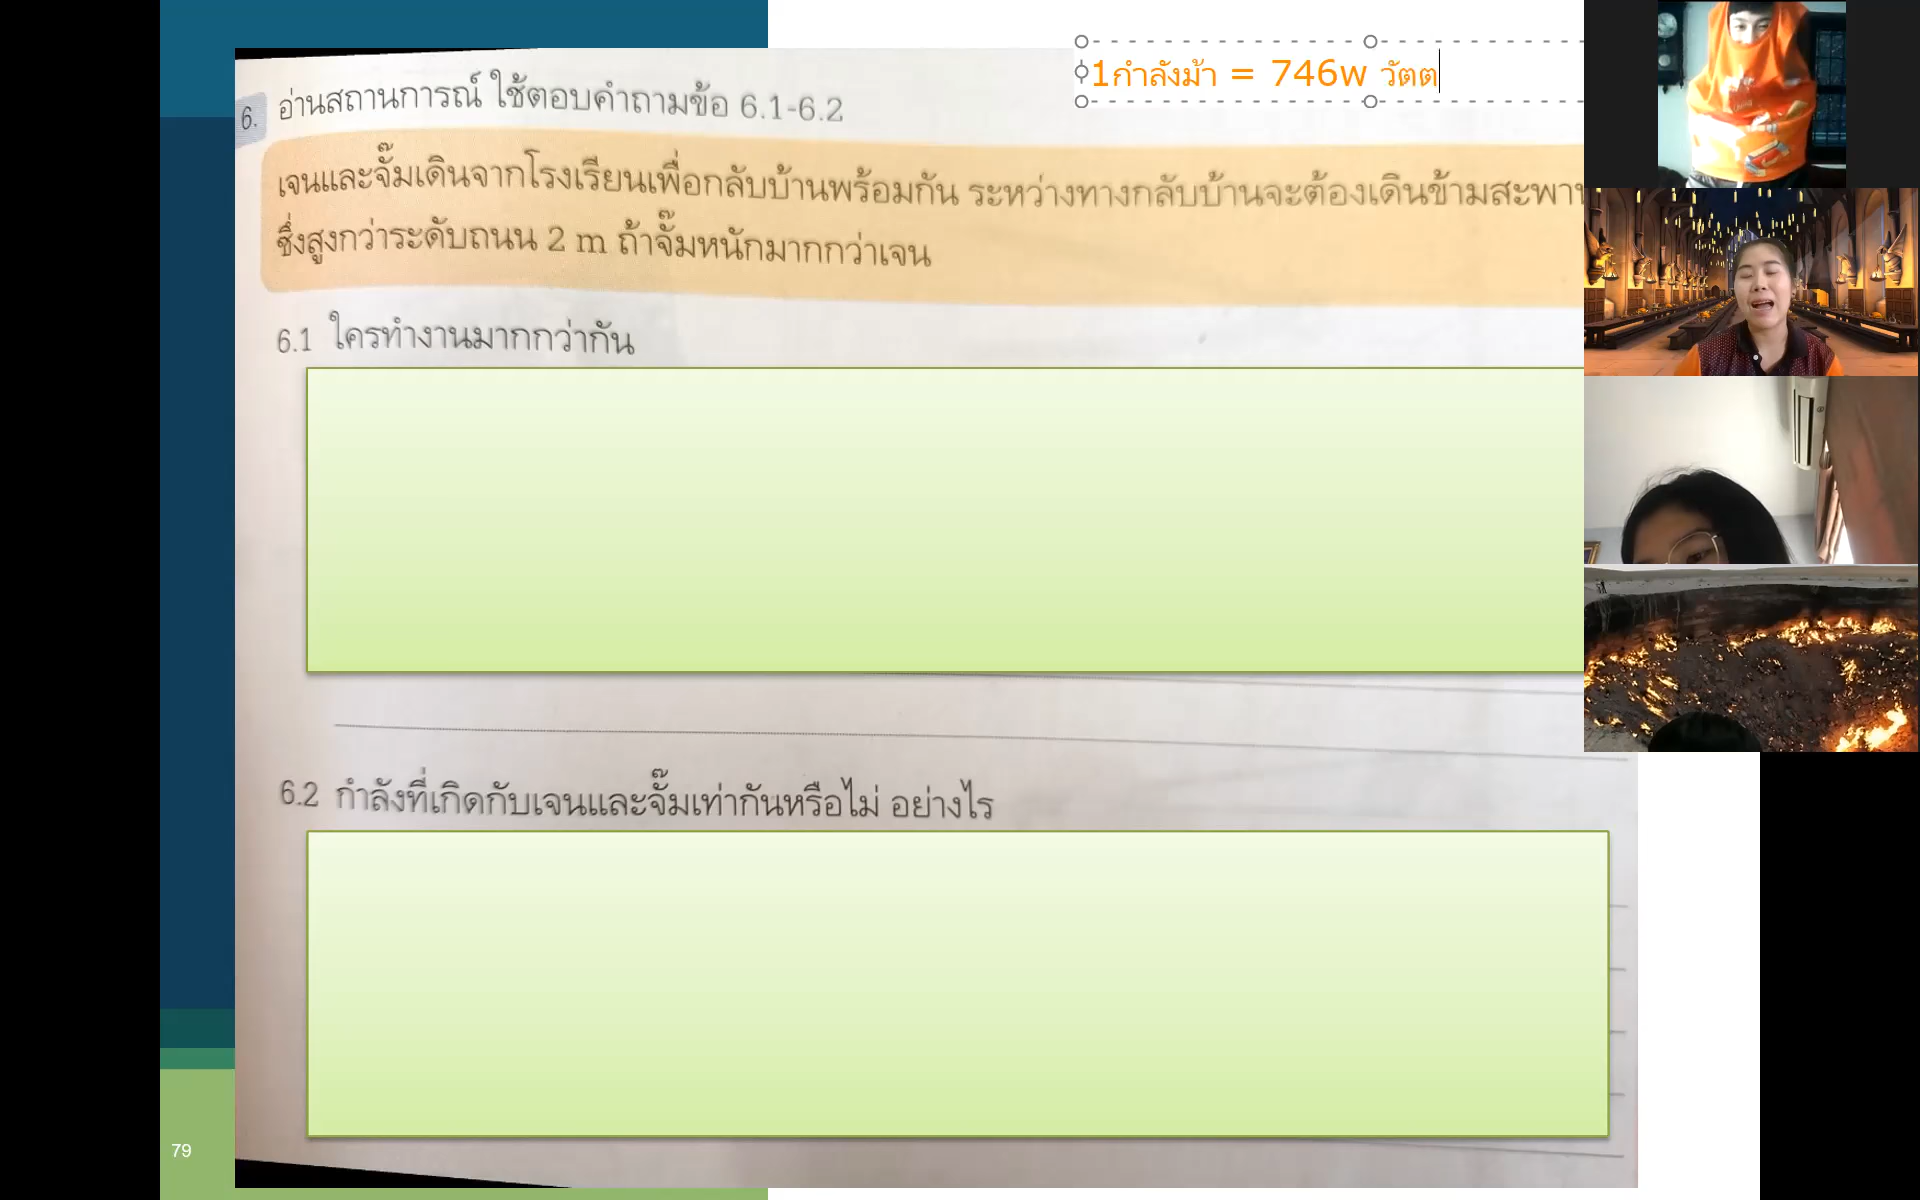 1กำลังม้า = 746w วัตต
6. อ่านสถานการณ์ ใช้ตอบคำถามข้อ 6.1-6.2
เจนและจั๊มเดินจากโรงเรียนเพื่อกลับบ้านพร้อมกัน ระหว่างทางกลับบ้านจะต้องเดินข้ามสะพาน
ซึ่งสูงกว่าระดับถนน 2 m ถ้าจั๊มหนักมากกว่าเจน
6.1 ใครทำงานมากกว่ากัน
6.2 กำลังที่เกิดกับเจนและจั๊มเท่ากันหรือไม่ อย่างไร
79